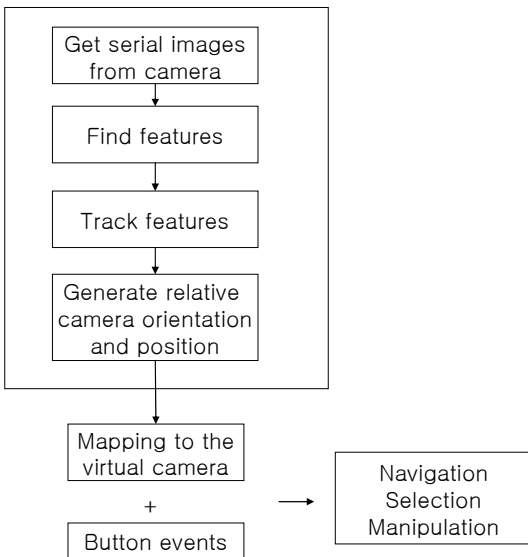 Get serial images
from camera
Find features
Track features
Generate relative
camera orientation
and position
Mapping to the
virtual camera
+
Button events
Navigation
Selection
Manipulation